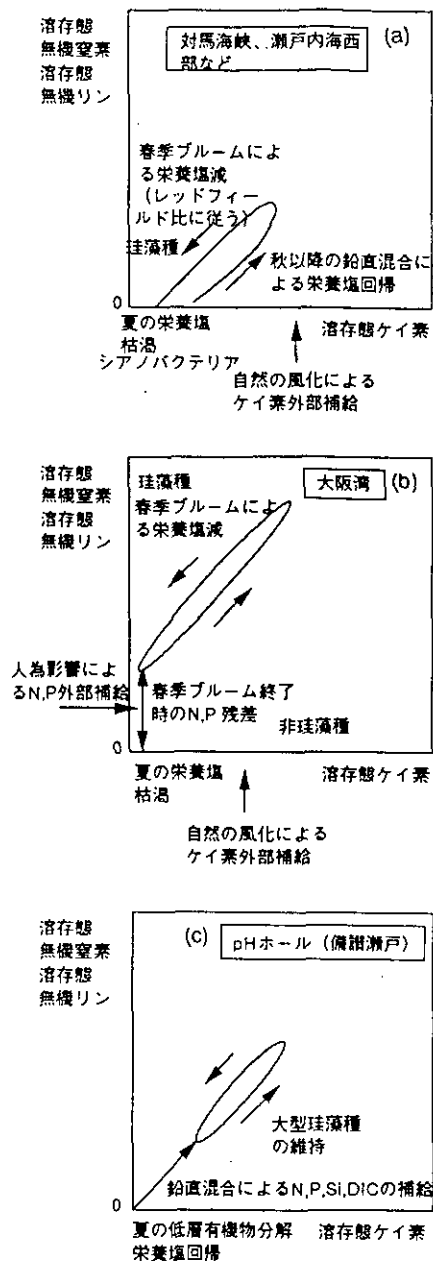 溶存態
無機窒素
溶存態
無機リン
(a)
対馬海峡、瀬戸内海西
部など
春季ブルームによ
る栄養塩減
(レッドフィー
ルド比に従う)
珪藻種
秋以降の鉛直混合に
よる栄養塩回帰
0
夏の栄養塩
枯渇
シアノバクテリア
溶存態ケイ素
自然の風化による
ケイ素外部補給
溶存態
無機窒素
溶存態
無機リン
珪藻種
大阪湾
(b)
春季ブルームによ
る栄養塩減
人為影響によ
るN,P外部補給
春季ブルーム終了
時のN,P 残差
非珪藻種
0
夏の栄養塩
枯渇
溶存態ケイ素
自然の風化による
ケイ素外部補給
溶存態
無機窒素
溶存態
無機リン
(c)
pHホール (備讃瀬戸)
大型珪藻種
の維持
鉛直混合によるN,P,Si,DICの補給
0
夏の低層有機物分解
栄養塩回帰
溶存態ケイ素